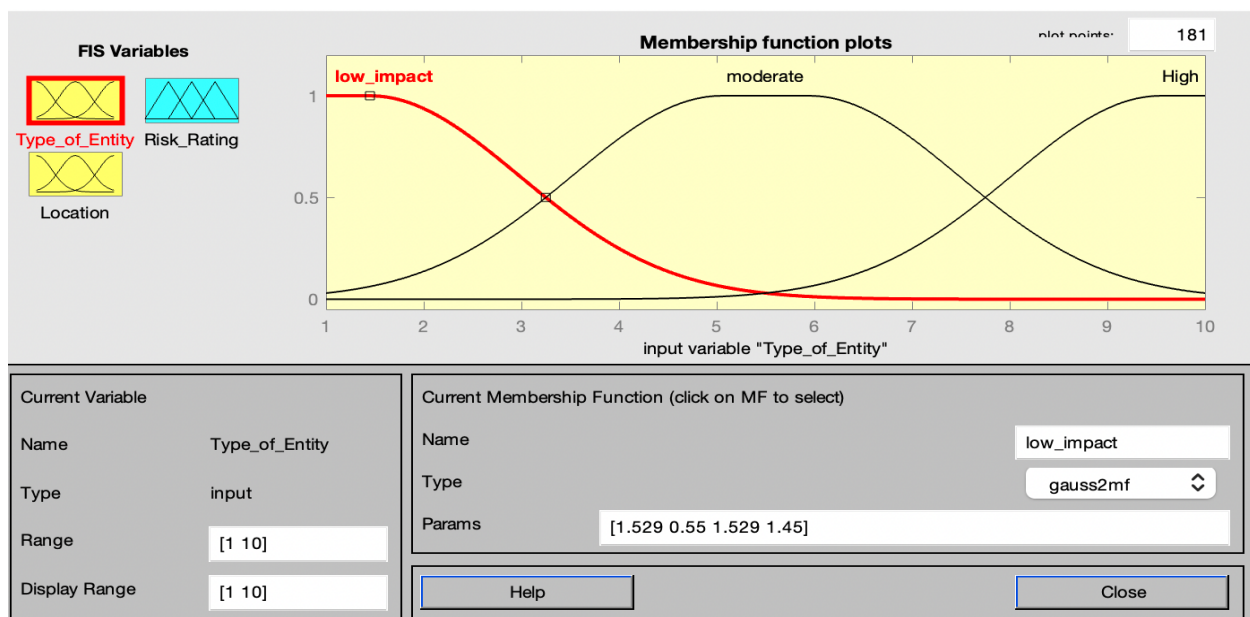 FIS Variables
Type_of_Entity
Risk_Rating
Location
Membership function plots
plot points:
181
low_impact
moderate
High
1
0.5
0
1 2 3 4 5 6 7 8 9 10
input variable "Type_of_Entity"
Current Variable
Name Type_of_Entity
Type input
Range [1 10]
Display Range [1 10]
Current Membership Function (click on MF to select)
Name low_impact
Type gauss2mf
Params [1.529 0.55 1.529 1.45]
Help
Close